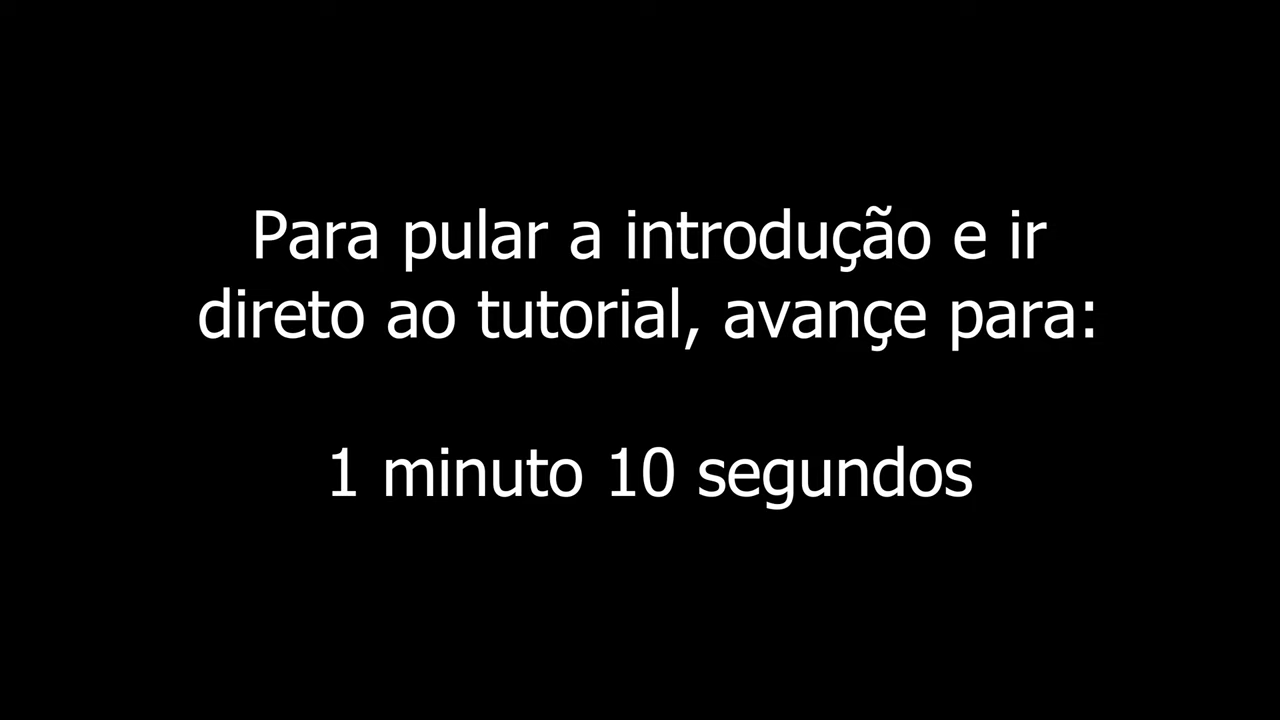 Para pular a introdução e ir
direto ao tutorial, avançe para:
1 minuto 10 segundos